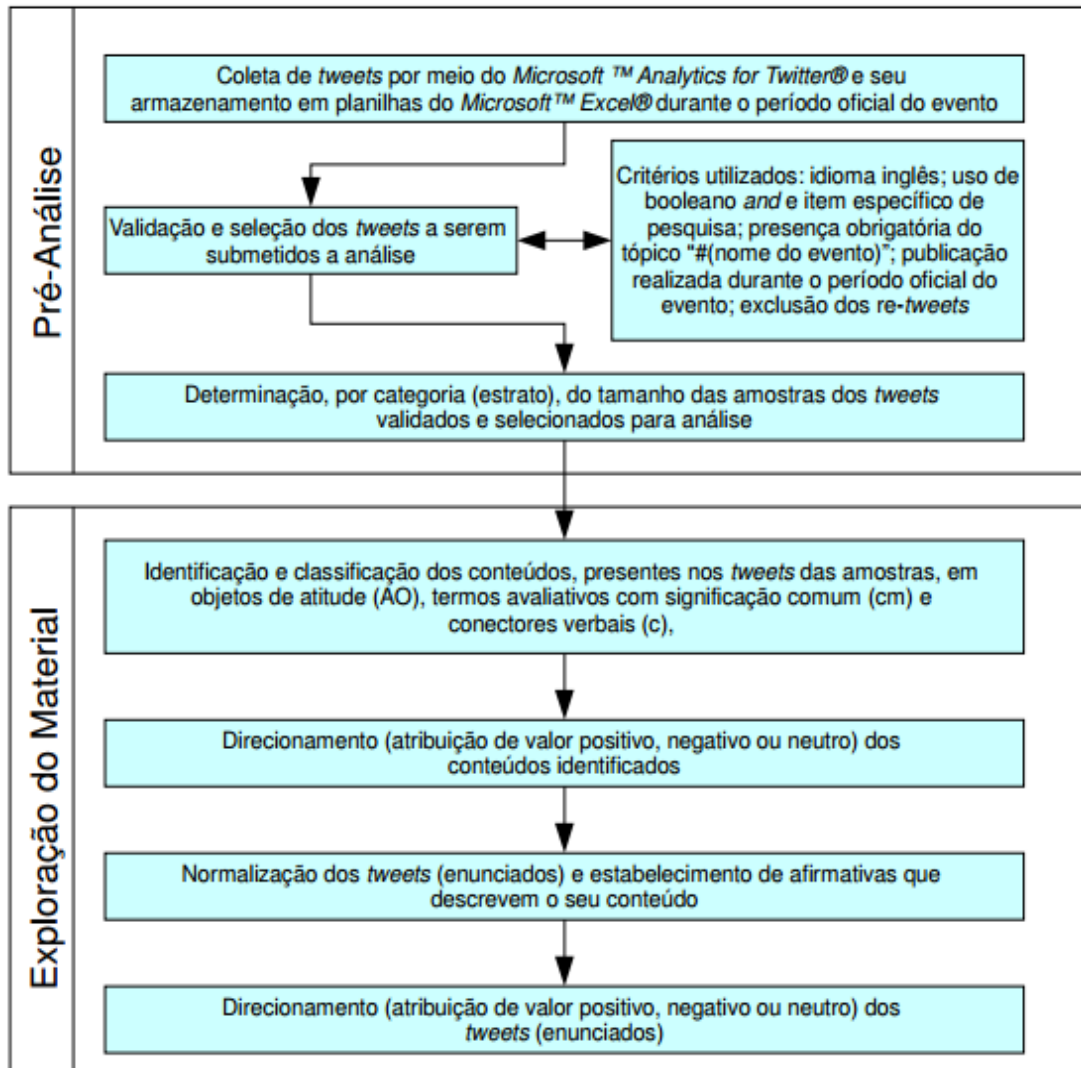 Pré-Análise
Coleta de tweets por meio do Microsoft ™ Analytics for Twitter® e seu
armazenamento em planilhas do Microsoft™ Excel® durante o período oficial do evento
Validação e seleção dos tweets a serem
submetidos a análise
Critérios utilizados: idioma inglês; uso de
booleano and e item específico de
pesquisa; presença obrigatória do
tópico “#(nome do evento)”; publicação
realizada durante o período oficial do
evento; exclusão dos re-tweets
Determinação, por categoria (estrato), do tamanho das amostras dos tweets
validados e selecionados para análise
Exploração do Material
Identificação e classificação dos conteúdos, presentes nos tweets das amostras, em
objetos de atitude (AO), termos avaliativos com significação comum (cm) e
conectores verbais (c),
Direcionamento (atribuição de valor positivo, negativo ou neutro) dos
conteúdos identificados
Normalização dos tweets (enunciados) e estabelecimento de afirmativas que
descrevem o seu conteúdo
Direcionamento (atribuição de valor positivo, negativo ou neutro) dos
tweets (enunciados)